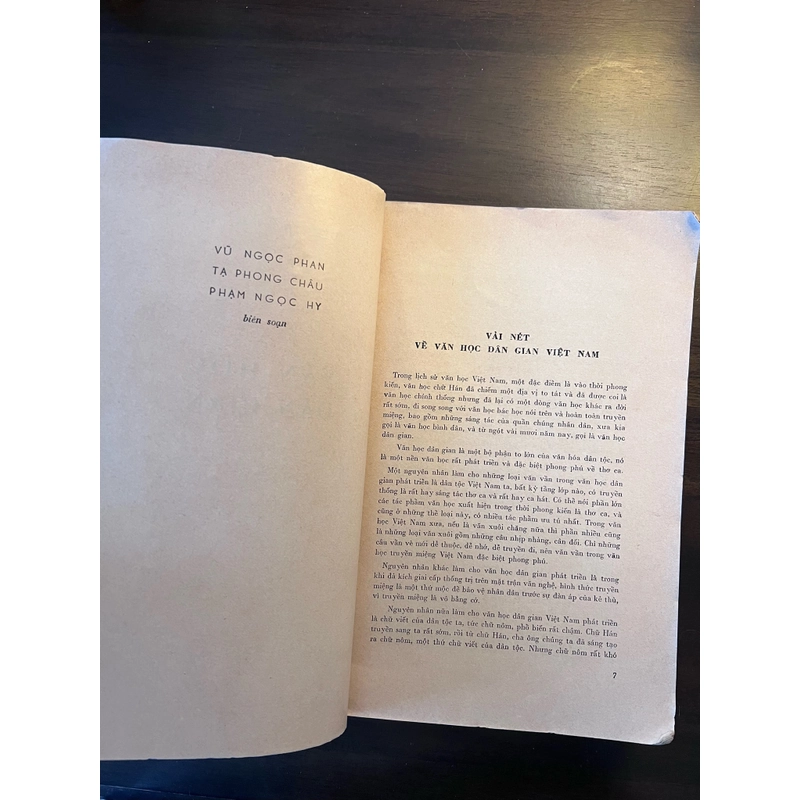 VŨ NGỌC PHAN
TẠ PHONG CHÂU
PHẠM NGỌC HY
biên soạn
VÀI NÉT
VỀ VĂN HỌC DÂN GIAN VIỆT NAM
Trong lịch sử văn học Việt Nam, một đặc điểm là vào thời phong
kiến, văn học chữ Hán đã chiếm một địa vị to tát và đã được coi là
văn học chính thống nhưng đã lại có một dòng văn học khác ra đời
rất sớm, đi song song với văn học bác học nói trên và hoàn toàn truyền
miệng, bao gồm những sáng tác của quần chúng nhân dân, xưa kia
gọi là văn học bình dân, và từ ngót vài mươi năm nay, gọi là văn học
dân gian.
Văn học dân gian là một bộ phận to lớn của văn hóa dân tộc, nó
là một nền văn học rất phát triển và đặc biệt phong phú về thơ ca.
Một nguyên nhân làm cho những loại văn vần trong văn học dân
gian phát triển là dân tộc Việt Nam ta, bất kỳ tầng lớp nào, có truyền
thống là rất hay sáng tác thơ ca và rất hay ca hát. Có thể nói phần lớn
các tác phẩm văn học xuất hiện trong thời phong kiến là thơ ca, và
cũng ở những thể loại này, có nhiều tác phẩm ưu tú nhất. Trong văn
học Việt Nam xưa, nếu là văn xuôi chăng nữa thì phần nhiều cũng
là những loại văn xuôi gồm những câu nhịp nhàng, cân đối. Chỉ những
câu văn vẻ mới dễ thuộc, dễ nhớ, dễ truyền đi, nên văn vần trong văn
học truyền miệng Việt Nam đặc biệt phong phú.
Nguyên nhân khác làm cho văn học dân gian phát triển là trong
khi đả kích giai cấp thống trị trên mặt trận văn nghệ, hình thức truyền
miệng là một thứ mộc để bảo vệ nhân dân trước sự đàn áp của kẻ thù,
vì truyền miệng là vô bằng cớ.
Nguyên nhân nữa làm cho văn học dân gian Việt Nam phát triển
là chữ viết của dân tộc ta, tức chữ nôm, phổ biến rất chậm. Chữ Hán
truyền sang ta rất sớm, rồi từ chữ Hán, cha ông chúng ta đã sáng tạo
ra chữ nôm, một thứ chữ viết của dân tộc. Nhưng chữ nôm rất khó
7